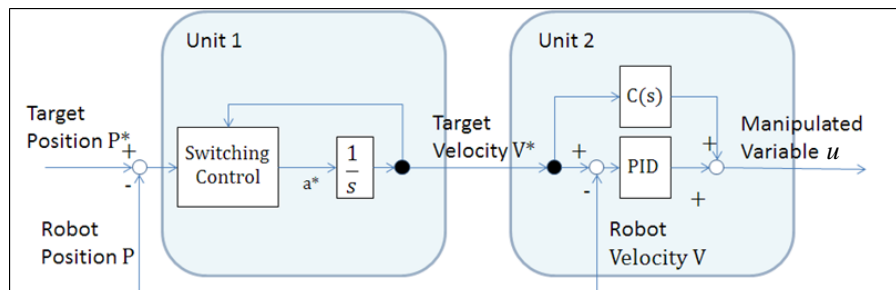 Unit 1
Unit 2
Target
Position P*
+
-
Switching
Control
a*
1
s
Target
Velocity V*
C(s)
+
-
PID
+
+
Manipulated
Variable u
Robot
Position P
Robot
Velocity V